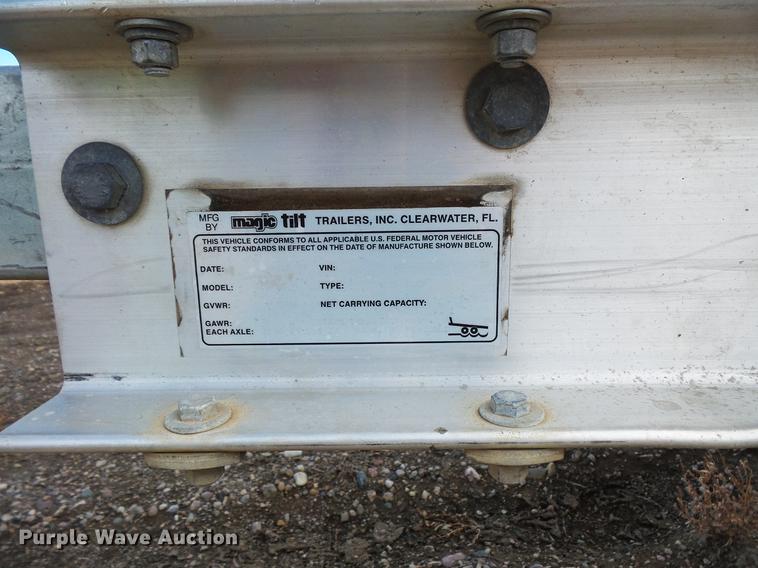 MFG BY magic tilt TRAILERS, INC. CLEARWATER, FL.
THIS VEHICLE CONFORMS TO ALL APPLICABLE U.S. FEDERAL MOTOR VEHICLE
SAFETY STANDARDS IN EFFECT ON THE DATE OF MANUFACTURE SHOWN BELOW.
DATE: VIN:
MODEL: TYPE:
GVWR: NET CARRYING CAPACITY:
GAWR:
EACH AXLE:
Purple Wave Auction